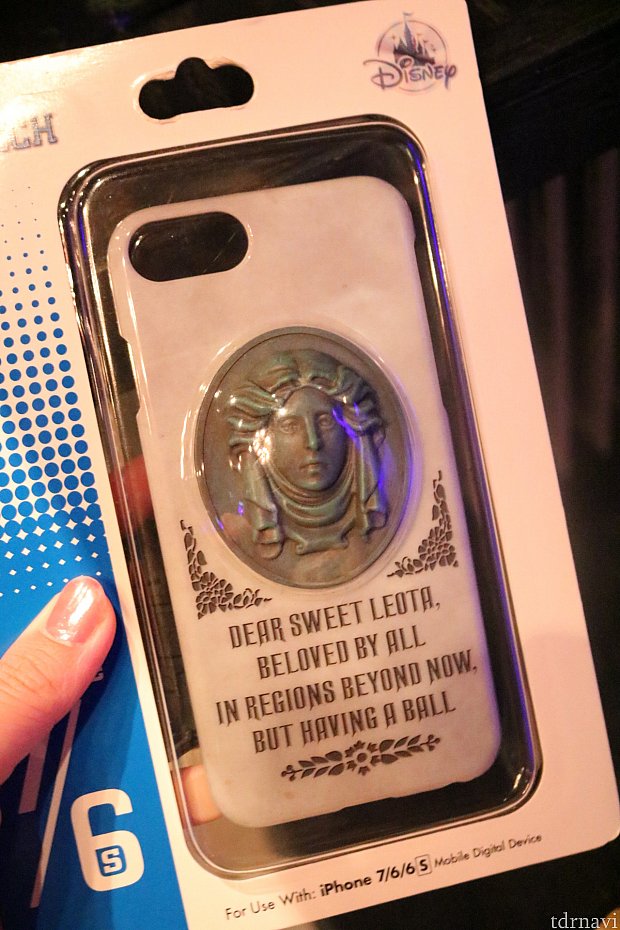 Disney
DEAR SWEET LEOTA,
BELOVED BY ALL
IN REGIONS BEYOND NOW,
BUT HAVING A BALL
6
S
For Use With: iPhone 7/6/6S Mobile Digital Device
tdrnavi